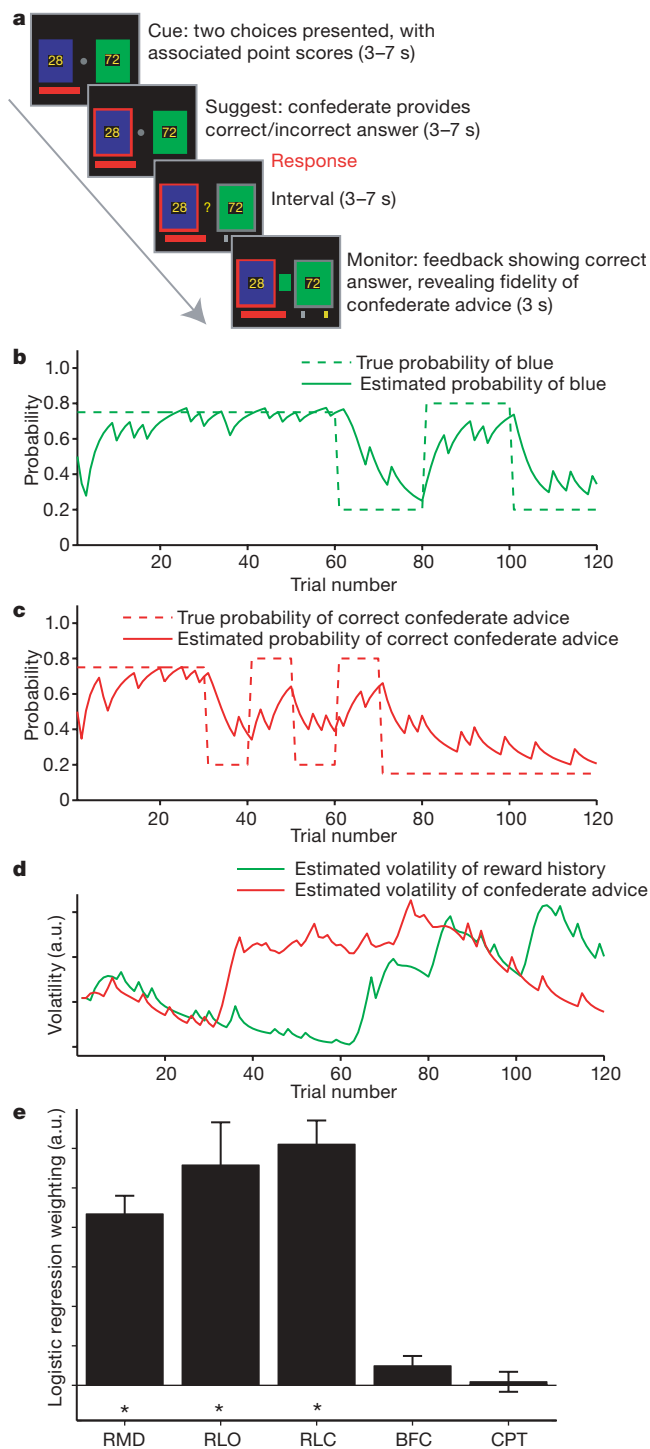 a
28
72
Cue: two choices presented, with
associated point scores (3–7 s)
28
72
Suggest: confederate provides
correct/incorrect answer (3–7 s)
Response
28
?
72
Interval (3–7 s)
28
72
Monitor: feedback showing correct
answer, revealing fidelity of
confederate advice (3 s)
b
True probability of blue
Estimated probability of blue
Probability
1.0
0.8
0.6
0.4
0.2
0
20
40
60
80
100
120
Trial number
c
True probability of correct confederate advice
Estimated probability of correct confederate advice
Probability
1.0
0.8
0.6
0.4
0.2
0
20
40
60
80
100
120
Trial number
d
Estimated volatility of reward history
Estimated volatility of confederate advice
Volatility (a.u.)
20
40
60
80
100
120
Trial number
e
Logistic regression weighting (a.u.)
* * *
RMD RLO RLC BFC CPT